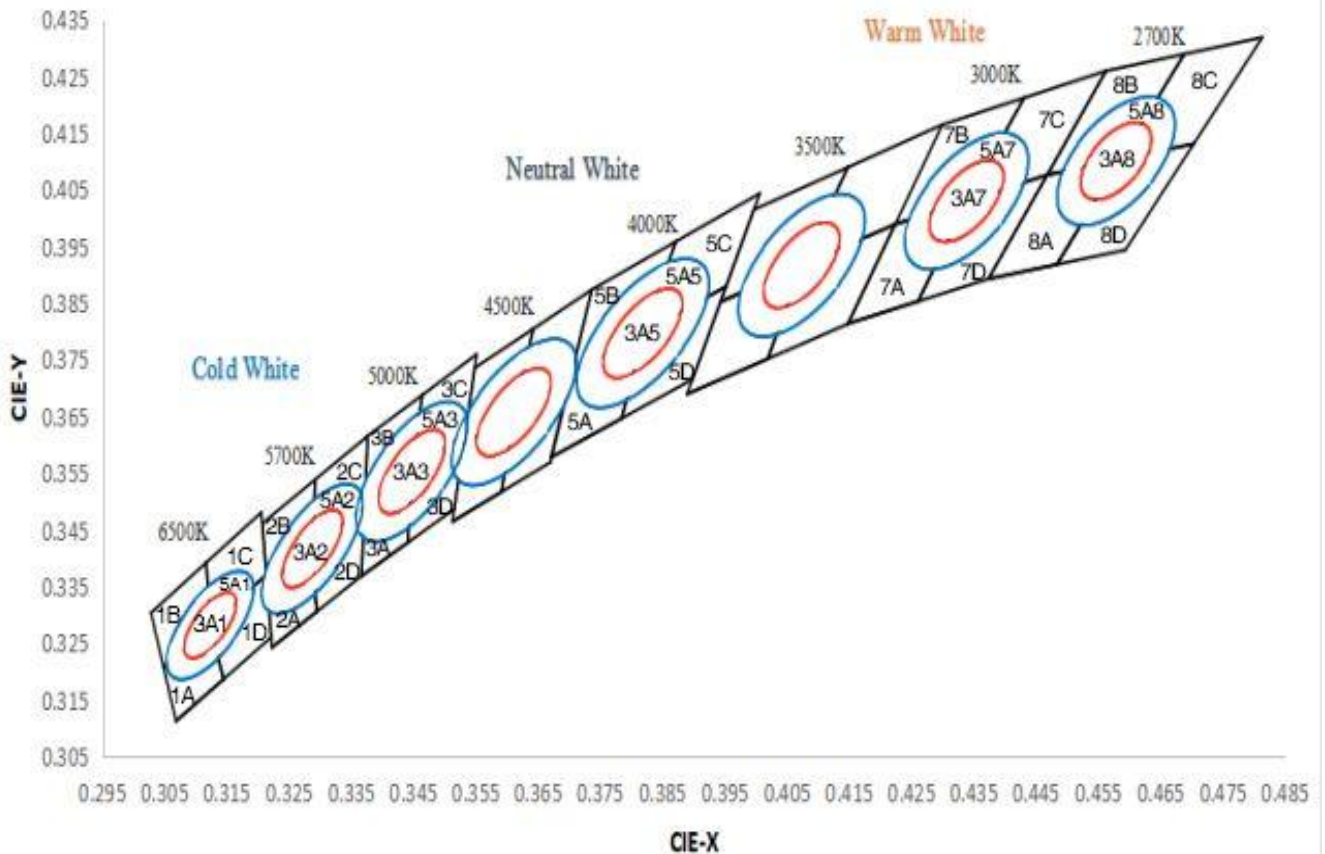 0.435
0.425
0.415
0.405
0.395
0.385
0.375
0.365
0.355
0.345
0.335
0.325
0.315
0.305
CIE-Y
Warm White
Neutral White
Cold White
2700K
3000K
3500K
4000K
4500K
5000K
5700K
6500K
8B
8C
5A8
3A8
8A
8D
7B
7C
5A7
3A7
7A
7D
5B
5C
5A5
3A5
5A
5D
3B
3C
5A3
3A3
3A
3D
2B
2C
5A2
3A2
2A
2D
1B
1C
5A1
3A1
1A
1D
0.295 0.305 0.315 0.325 0.335 0.345 0.355 0.365 0.375 0.385 0.395 0.405 0.415 0.425 0.435 0.445 0.455 0.465 0.475 0.485
CIE-X